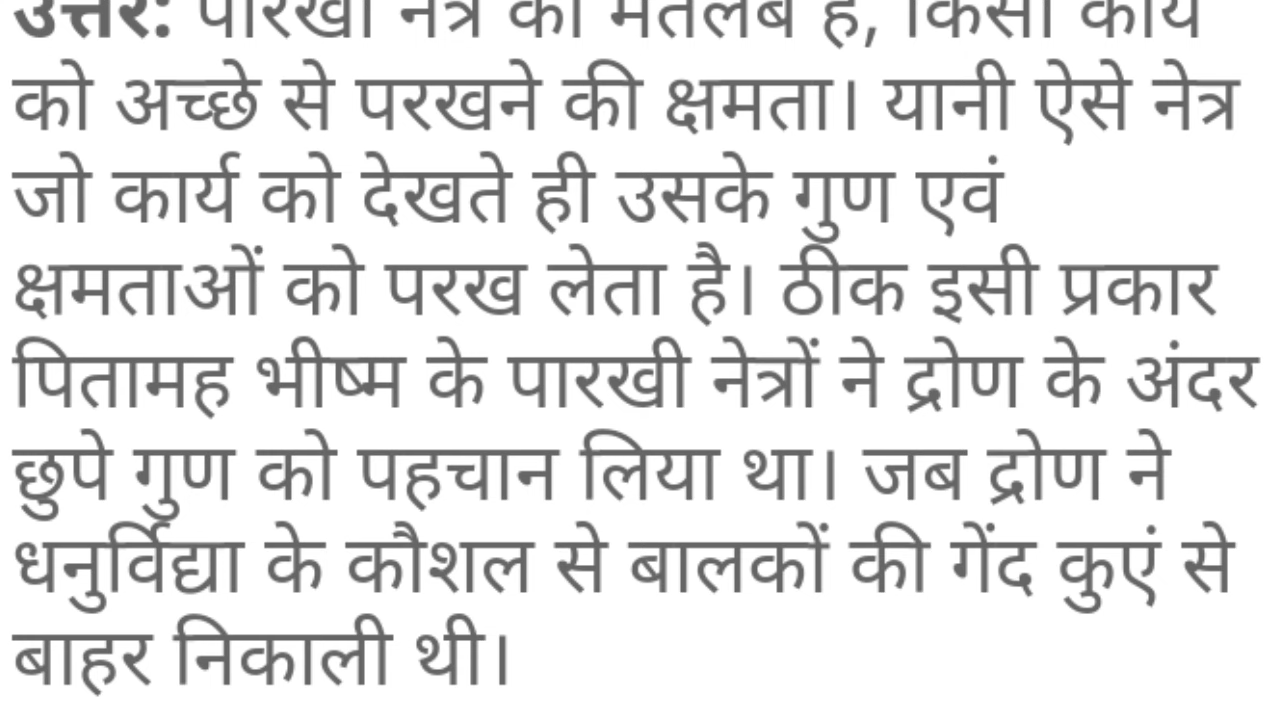 उत्तर: पारखी नेत्र का मतलब है, किसी कार्य
को अच्छे से परखने की क्षमता। यानी ऐसे नेत्र
जो कार्य को देखते ही उसके गुण एवं
क्षमताओं को परख लेता है। ठीक इसी प्रकार
पितामह भीष्म के पारखी नेत्रों ने द्रोण के अंदर
छुपे गुण को पहचान लिया था। जब द्रोण ने
धनुर्विद्या के कौशल से बालकों की गेंद कुएं से
बाहर निकाली थी।